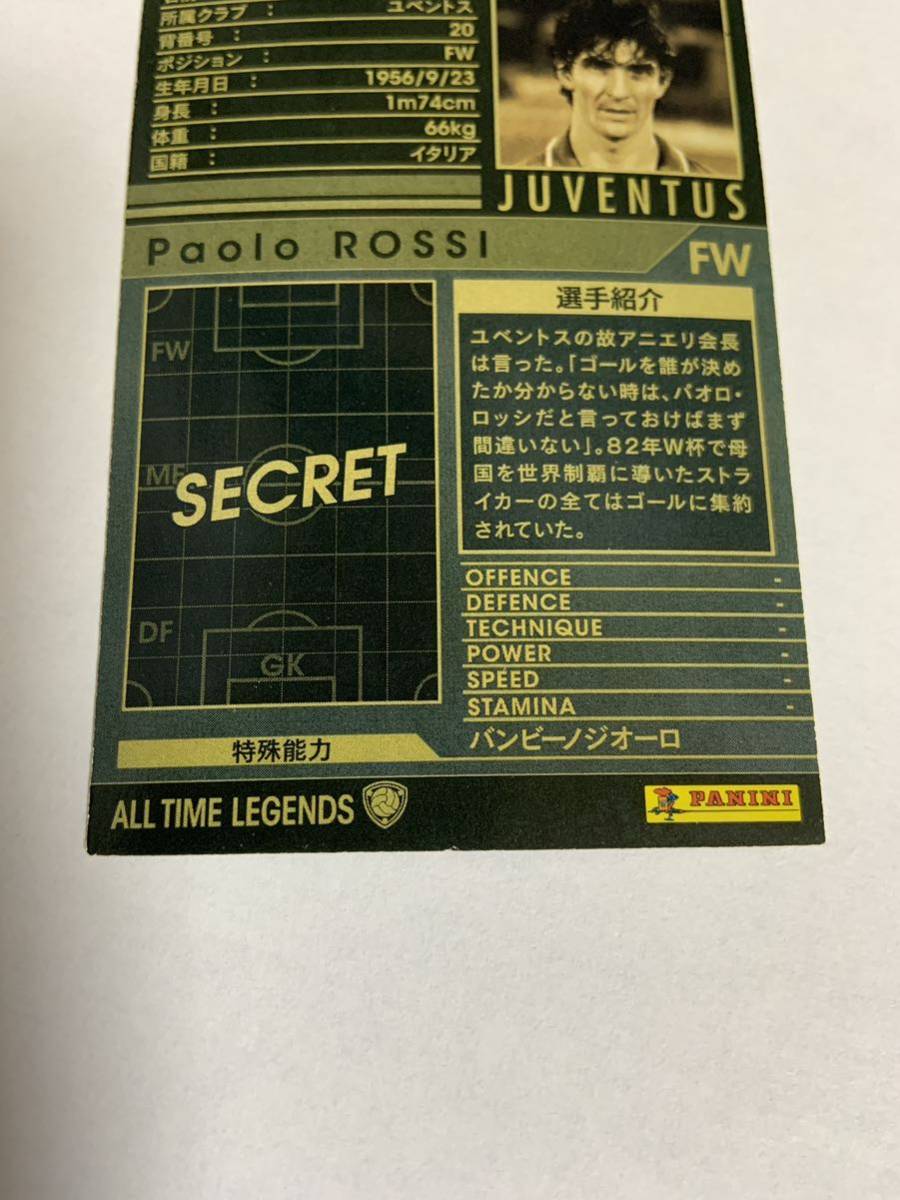 所属クラブ : ユベントス
背番号 : 20
ポジション : FW
生年月日 : 1956/9/23
身長 : 1m74cm
体重 : 66kg
国籍 : イタリア
JUVENTUS
Paolo ROSSI
FW
FW
MF
SECRET
DF
GK
選手紹介
ユベントスの故アニエリ会長
は言った。「ゴールを誰が決め
たか分からない時は、パオロ・
ロッシだと言っておけばまず
間違いない」。82年W杯で母
国を世界制覇に導いたストラ
イカーの全てはゴールに集約
されていた。
OFFENCE -
DEFENCE -
TECHNIQUE -
POWER -
SPEED -
STAMINA -
特殊能力
バンビーノジオーロ
ALL TIME LEGENDS
PANINI